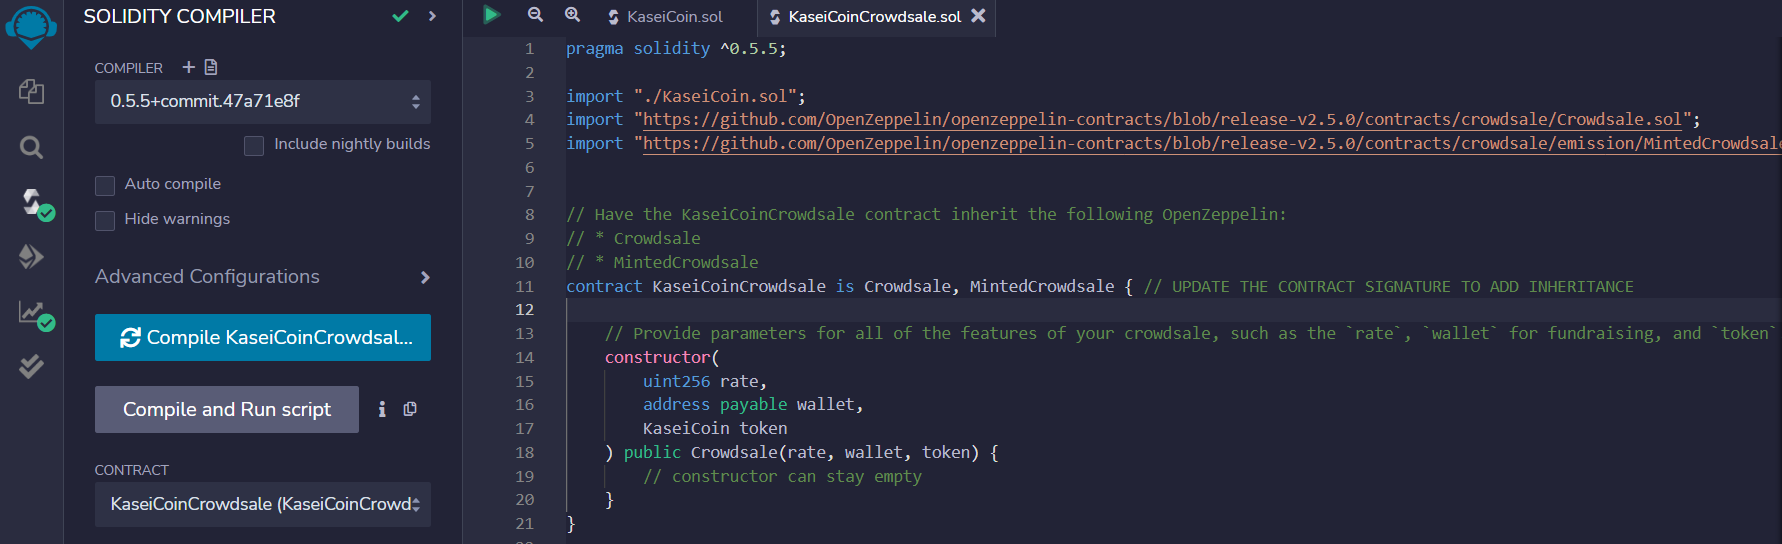 SOLIDITY COMPILER
COMPILER
0.5.5+commit.47a71e8f
Include nightly builds
Auto compile
Hide warnings
Advanced Configurations
Compile KaseiCoinCrowdsal...
Compile and Run script
CONTRACT
KaseiCoinCrowdsale (KaseiCoinCrowd
KaseiCoin.sol
KaseiCoinCrowdsale.sol
1 pragma solidity ^0.5.5;
2
3 import "./KaseiCoin.sol";
4 import "https://github.com/OpenZeppelin/openzeppelin-contracts/blob/release-v2.5.0/contracts/crowdsale/Crowdsale.sol";
5 import "https://github.com/OpenZeppelin/openzeppelin-contracts/blob/release-v2.5.0/contracts/crowdsale/emission/MintedCrowdsale
6
7
8 // Have the KaseiCoinCrowdsale contract inherit the following OpenZeppelin:
9 // * Crowdsale
10 // * MintedCrowdsale
11 contract KaseiCoinCrowdsale is Crowdsale, MintedCrowdsale { // UPDATE THE CONTRACT SIGNATURE TO ADD INHERITANCE
12
13 // Provide parameters for all of the features of your crowdsale, such as the `rate`, `wallet` for fundraising, and `token`
14 constructor(
15 uint256 rate,
16 address payable wallet,
17 KaseiCoin token
18 ) public Crowdsale(rate, wallet, token) {
19 // constructor can stay empty
20 }
21 }